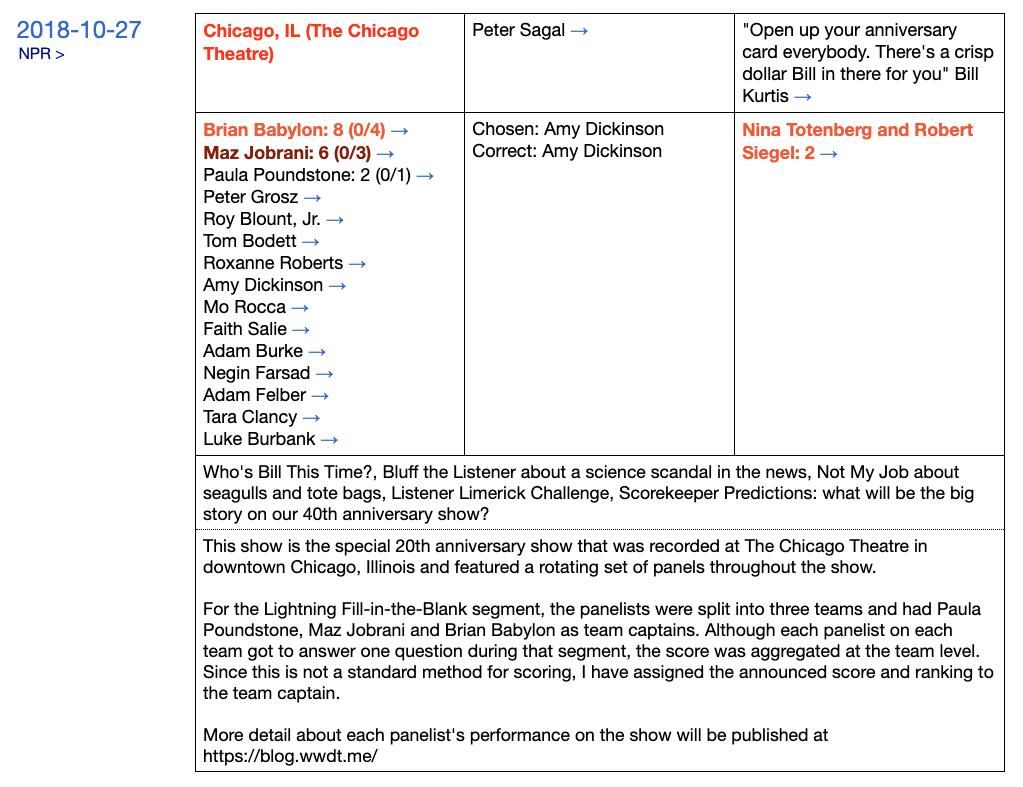 2018-10-27
NPR >
Chicago, IL (The Chicago
Theatre)
Peter Sagal →
"Open up your anniversary
card everybody. There's a crisp
dollar Bill in there for you" Bill
Kurtis →
Brian Babylon: 8 (0/4) →
Maz Jobrani: 6 (0/3) →
Paula Poundstone: 2 (0/1) →
Peter Grosz →
Roy Blount, Jr. →
Tom Bodett →
Roxanne Roberts →
Amy Dickinson →
Mo Rocca →
Faith Salie →
Adam Burke →
Negin Farsad →
Adam Felber →
Tara Clancy →
Luke Burbank →
Chosen: Amy Dickinson
Correct: Amy Dickinson
Nina Totenberg and Robert
Siegel: 2 →
Who's Bill This Time?, Bluff the Listener about a science scandal in the news, Not My Job about
seagulls and tote bags, Listener Limerick Challenge, Scorekeeper Predictions: what will be the big
story on our 40th anniversary show?
This show is the special 20th anniversary show that was recorded at The Chicago Theatre in
downtown Chicago, Illinois and featured a rotating set of panels throughout the show.
For the Lightning Fill-in-the-Blank segment, the panelists were split into three teams and had Paula
Poundstone, Maz Jobrani and Brian Babylon as team captains. Although each panelist on each
team got to answer one question during that segment, the score was aggregated at the team level.
Since this is not a standard method for scoring, I have assigned the announced score and ranking to
the team captain.
More detail about each panelist's performance on the show will be published at
https://blog.wwdt.me/